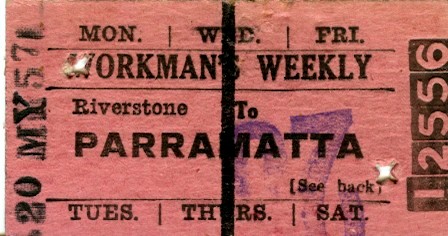 MON. | WED. | FRI.
WORKMAN'S WEEKLY
Riverstone To
PARRAMATTA
(See back)
TUES. | THURS. | SAT.
20 MY 57
12556